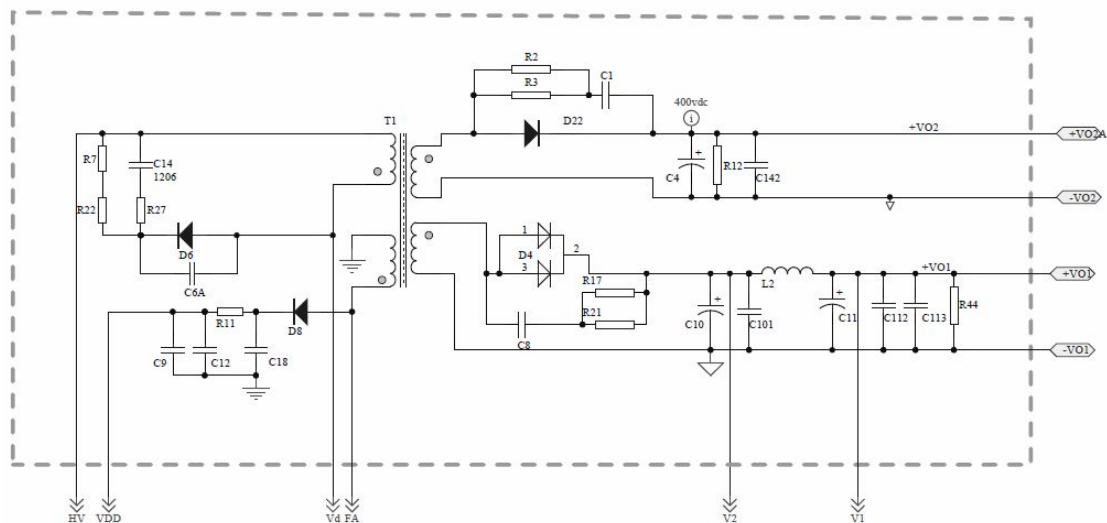 R2
R3
C1
400vdc
i
T1
D22
+VO2
+VO2A
R7
C14
1206
+
C4
R12
C142
R22
R27
-VO2
D6
1
D4
2
3
C6A
+VO1
+VO1
R17
L2
R21
+
C10
C101
+
C11
C112
C113
R44
R11
D8
C8
-VO1
C9
C12
C18
HV
VDD
Vd
FA
V2
V1